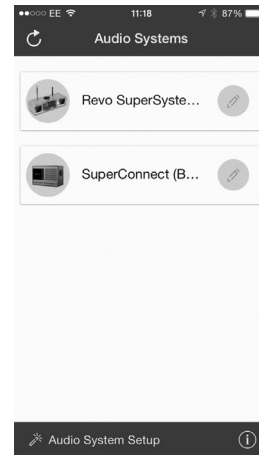 EE 11:18 87%
Audio Systems
Revo SuperSyste...
SuperConnect (B...
Audio System Setup